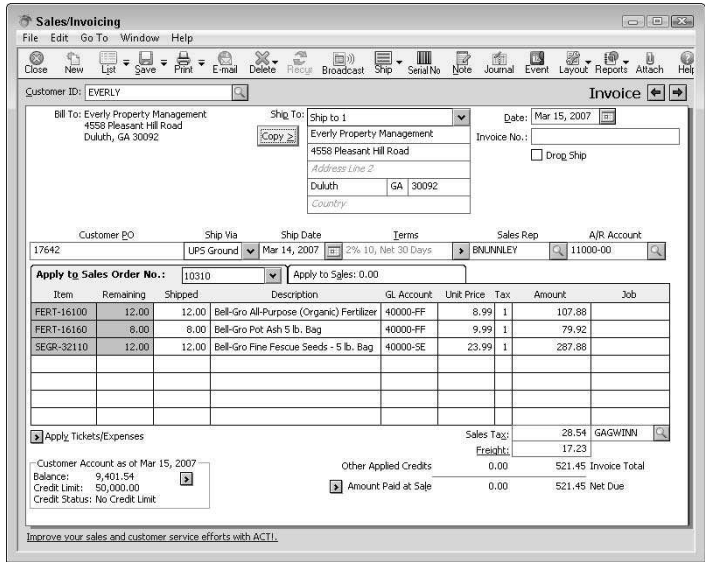 Sales/Invoicing
File Edit Go To Window Help
Close New List Save Print E-mail Delete Recur Broadcast Ship Serial No Note Journal Event Layout Reports Attach Help
Customer ID: EVERLY
Invoice
Bill To: Everly Property Management
4558 Pleasant Hill Road
Duluth, GA 30092
Ship To: Ship to 1
Copy >
Everly Property Management
4558 Pleasant Hill Road
Address Line 2
Duluth GA 30092
Country
Date: Mar 15, 2007
Invoice No.:
Drop Ship
Customer PO Ship Via Ship Date Terms Sales Rep A/R Account
17642 UPS Ground Mar 14, 2007 2% 10, Net 30 Days BNUNNLEY 11000-00
Apply to Sales Order No.: 10310 Apply to Sales: 0.00
Item Remaining Shipped Description GL Account Unit Price Tax Amount Job
FERT-16100 12.00 12.00 Bell-Gro All-Purpose (Organic) Fertilizer 40000-FF 8.99 1 107.88
FERT-16160 8.00 8.00 Bell-Gro Pot Ash 5 lb. Bag 40000-FF 9.99 1 79.92
SEGR-32110 12.00 12.00 Bell-Gro Fine Fescue Seeds - 5 lb. Bag 40000-SE 23.99 1 287.88
Apply Tickets/Expenses
Sales Tax: 28.54 GAGWINN
Freight: 17.23
Customer Account as of Mar 15, 2007
Balance: 9,401.54
Credit Limit: 50,000.00
Credit Status: No Credit Limit
Other Applied Credits 0.00 521.45 Invoice Total
Amount Paid at Sale 0.00 521.45 Net Due
Improve your sales and customer service efforts with ACT!.